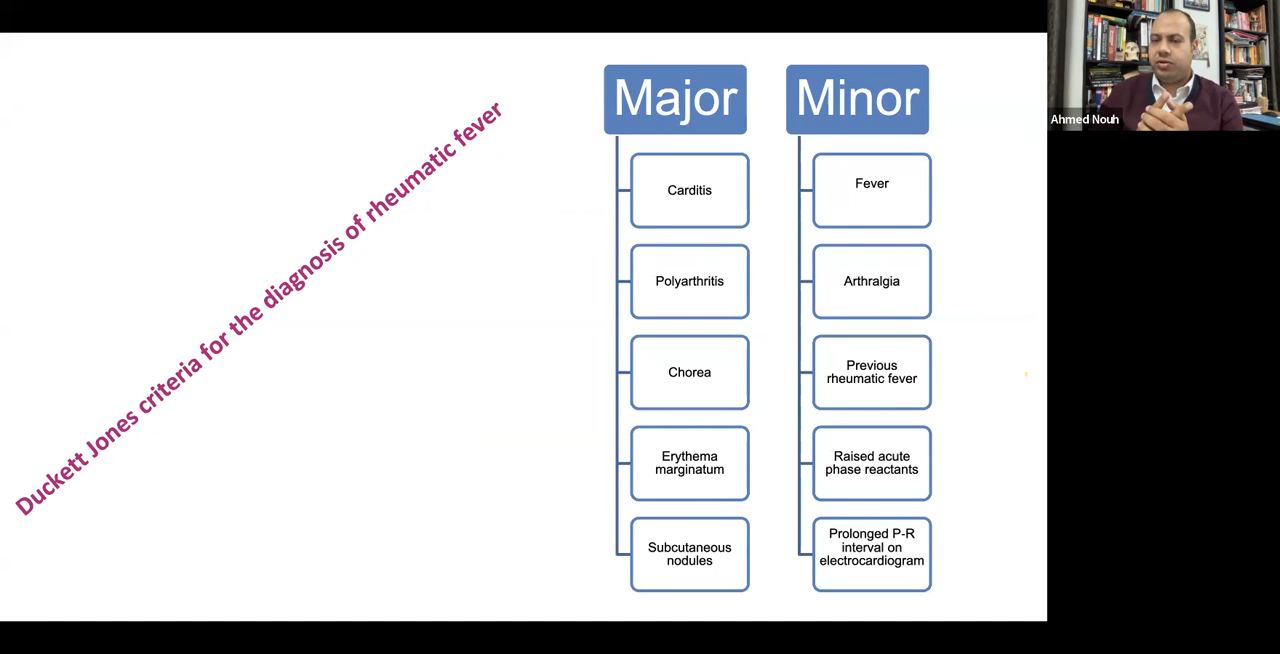 Duckett Jones criteria for the diagnosis of rheumatic fever
Major
Carditis
Polyarthritis
Chorea
Erythema
marginatum
Subcutaneous
nodules
Minor
Fever
Arthralgia
Previous
rheumatic fever
Raised acute
phase reactants
Prolonged P-R
interval on
electrocardiogram
Ahmed Nouh